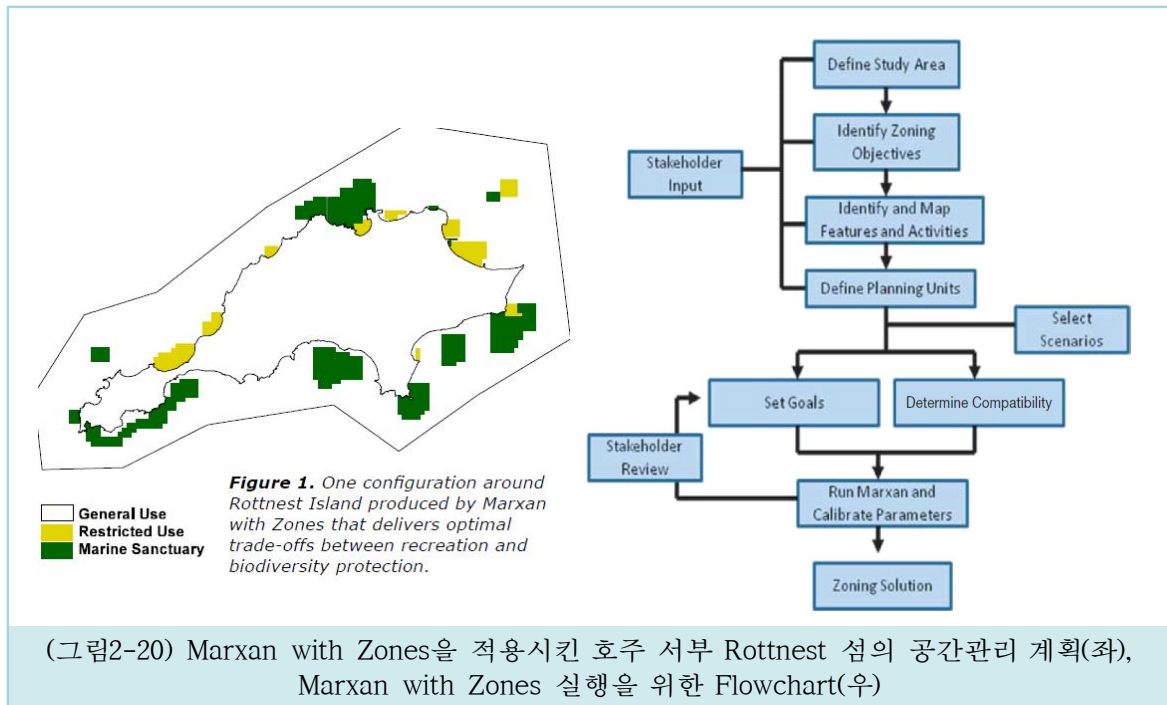 General Use
Restricted Use
Marine Sanctuary
Figure 1. One configuration around
Rottnest Island produced by Marxan
with Zones that delivers optimal
trade-offs between recreation and
biodiversity protection.
Define Study Area
Identify Zoning
Objectives
Stakeholder
Input
Identify and Map
Features and Activities
Define Planning Units
Select
Scenarios
Set Goals
Determine Compatibility
Stakeholder
Review
Run Marxan and
Calibrate Parameters
Zoning Solution
(그림2-20) Marxan with Zones을 적용시킨 호주 서부 Rottnest 섬의 공간관리 계획(좌),
Marxan with Zones 실행을 위한 Flowchart(우)